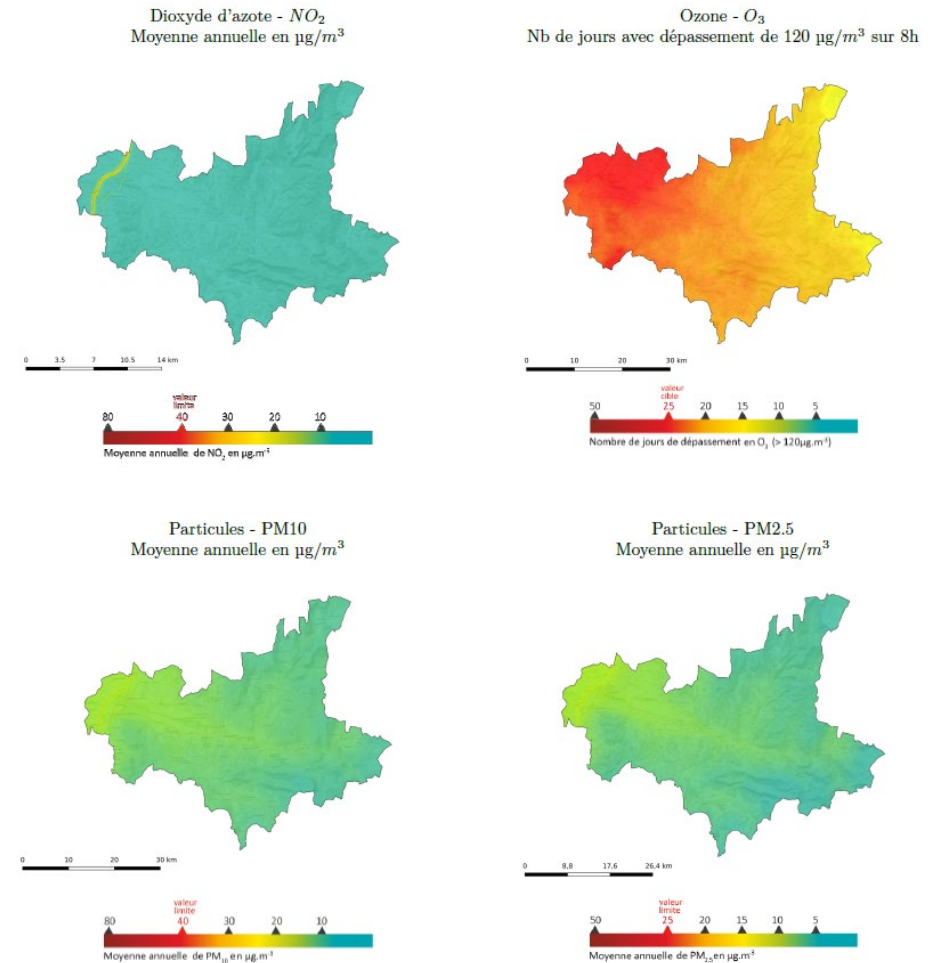 Dioxyde d'azote - NO₂
Moyenne annuelle en µg/m³
0 3.5 7 10.5 14 km
valeur
limite
80 40 30 20 10
Moyenne annuelle de NO₂ en µg.m⁻³
Ozone - O₃
Nb de jours avec dépassement de 120 µg/m³ sur 8h
0 10 20 30 km
valeur
cible
50 25 20 15 10 5
Nombre de jours de dépassement en O₃ (> 120µg.m⁻³)
Particules - PM10
Moyenne annuelle en µg/m³
0 10 20 30 km
valeur
limite
80 40 30 20 10
Moyenne annuelle de PM₁₀ en µg.m⁻³
Particules - PM2.5
Moyenne annuelle en µg/m³
0 8.8 17.6 26.4 km
valeur
limite
50 25 20 15 10 5
Moyenne annuelle de PM₂.₅ en µg.m⁻³